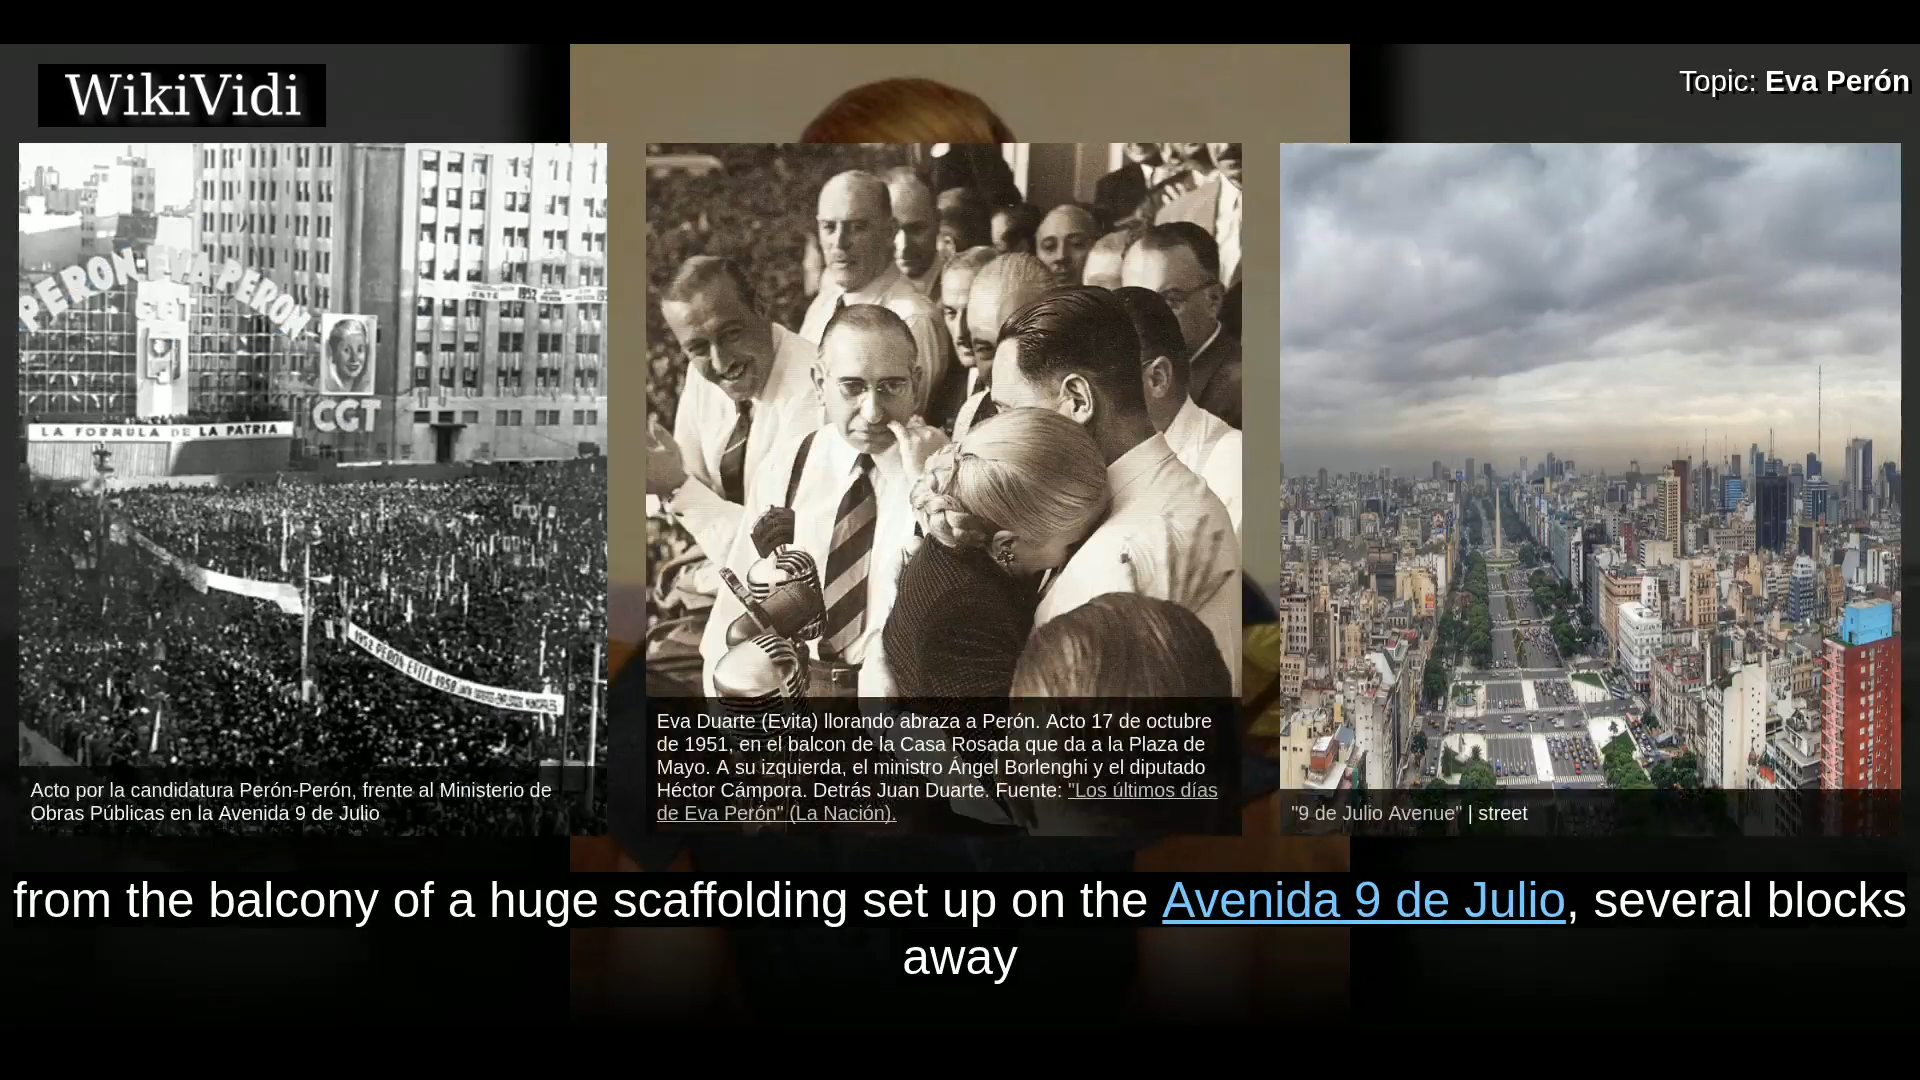 WikiVidi
Topic: Eva Perón
PERON-EVA PERON
CGT
CGT
LA FORMULA DE LA PATRIA
1952
1952 PERON EVITA 1958
Acto por la candidatura Perón-Perón, frente al Ministerio de
Obras Públicas en la Avenida 9 de Julio
Eva Duarte (Evita) llorando abraza a Perón. Acto 17 de octubre
de 1951, en el balcon de la Casa Rosada que da a la Plaza de
Mayo. A su izquierda, el ministro Ángel Borlenghi y el diputado
Héctor Cámpora. Detrás Juan Duarte. Fuente: "Los últimos días
de Eva Perón" (La Nación).
"9 de Julio Avenue" | street
from the balcony of a huge scaffolding set up on the Avenida 9 de Julio, several blocks
away